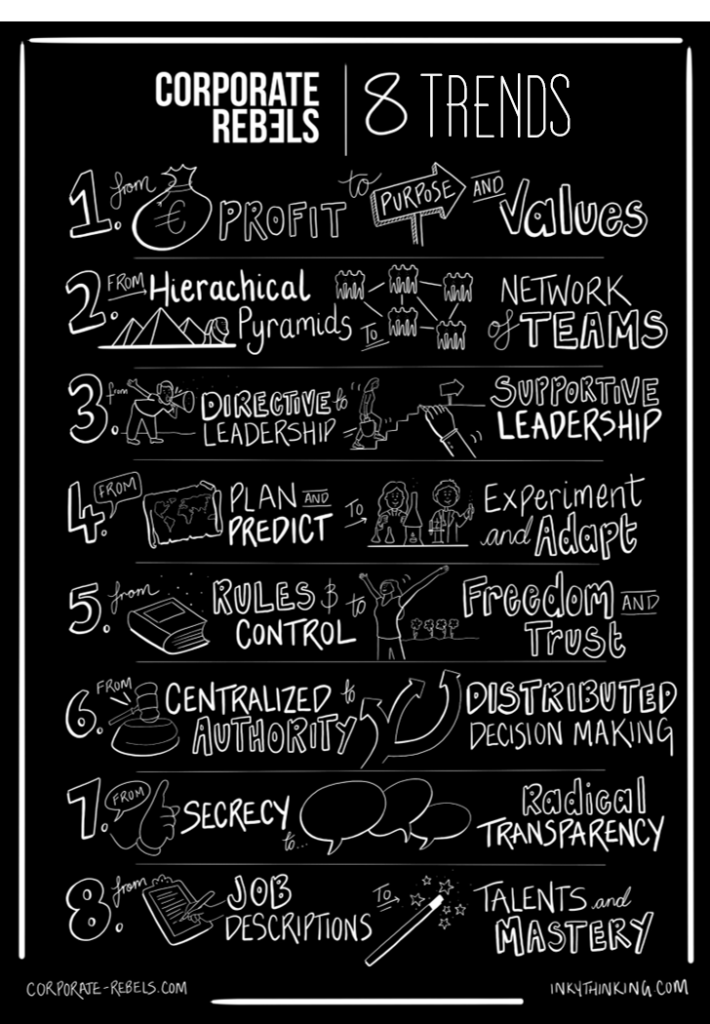 CORPORATE
REBELS
8 TRENDS
1. from € PROFIT to PURPOSE AND Values
2. FROM Hierachical
Pyramids TO
NETWORK
of TEAMS
3. from DIRECTIVE to
LEADERSHIP
SUPPORTIVE
LEADERSHIP
4. FROM PLAN AND
PREDICT TO
Experiment
and Adapt
5. from RULES &
CONTROL to
Freedom AND
Trust
6. FROM CENTRALIZED to
AUTHORITY
DISTRIBUTED
DECISION MAKING
7. FROM SECRECY
to...
Radical
TRANSPARENCY
8. from JOB
DESCRIPTIONS TO
TALENTS and
MASTERY
CORPORATE-REBELS.COM
INKYTHINKING.COM